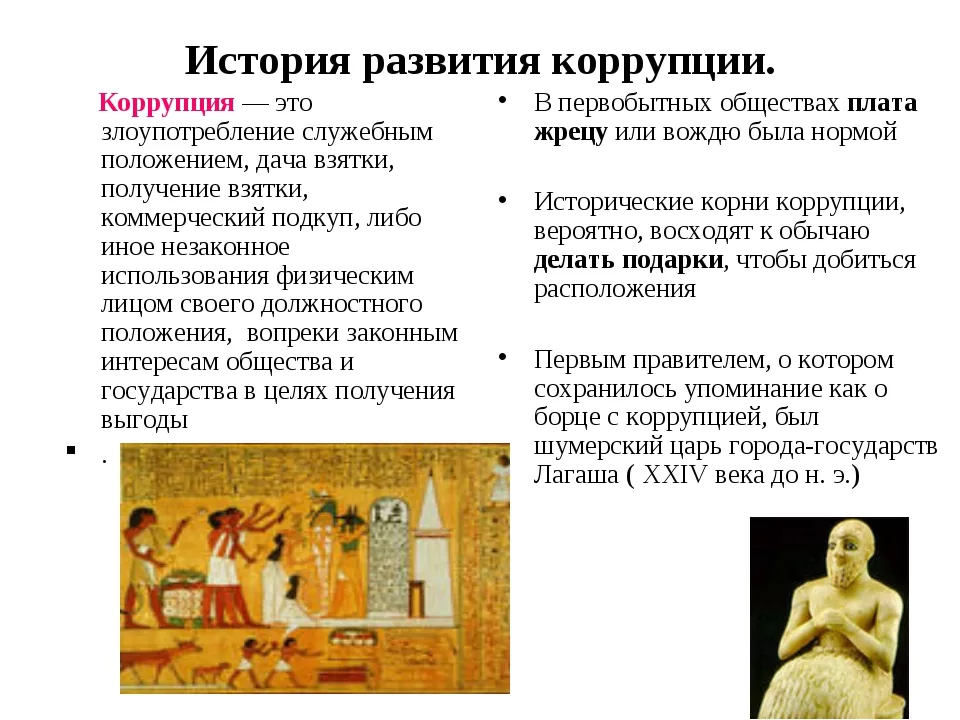 История развития коррупции.
Коррупция — это
злоупотребление служебным
положением, дача взятки,
получение взятки,
коммерческий подкуп, либо
иное незаконное
использования физическим
лицом своего должностного
положения, вопреки законным
интересам общества и
государства в целях получения
выгоды
.
• В первобытных обществах плата
жрецу или вождю была нормой
• Исторические корни коррупции,
вероятно, восходят к обычаю
делать подарки, чтобы добиться
расположения
• Первым правителем, о котором
сохранилось упоминание как о
борце с коррупцией, был
шумерский царь города-государств
Лагаша ( XXIV века до н. э.)